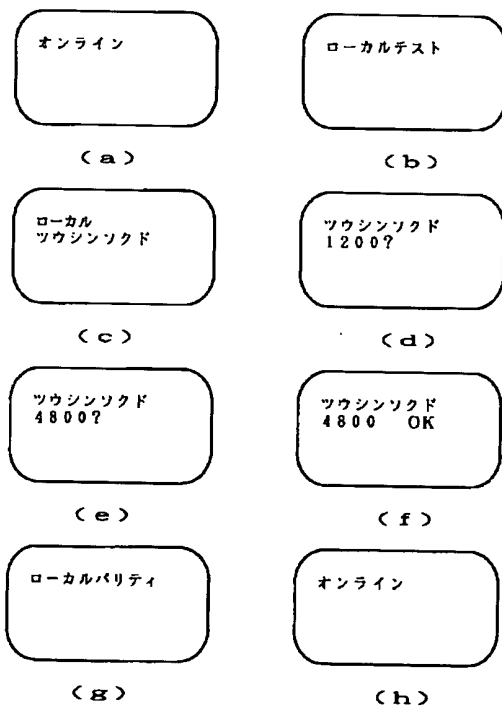 オンライン
(a)
ローカルテスト
(b)
ローカル
ツウシンソクド
(c)
ツウシンソクド
1200?
(d)
ツウシンソクド
4800?
(e)
ツウシンソクド
4800 OK
(f)
ローカルパリティ
(g)
オンライン
(h)